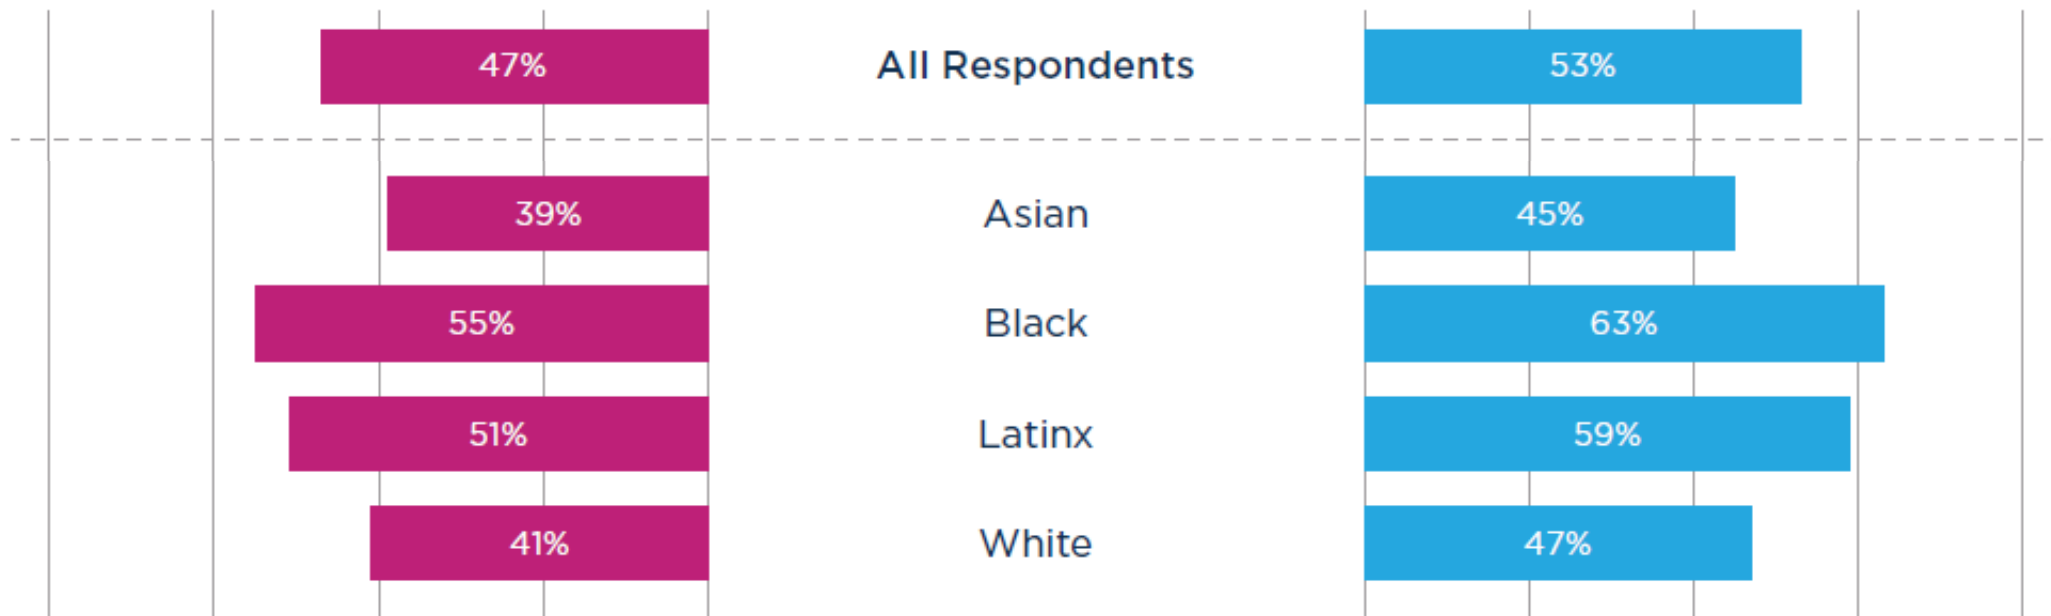 47% All Respondents 53%
39% Asian 45%
55% Black 63%
51% Latinx 59%
41% White 47%